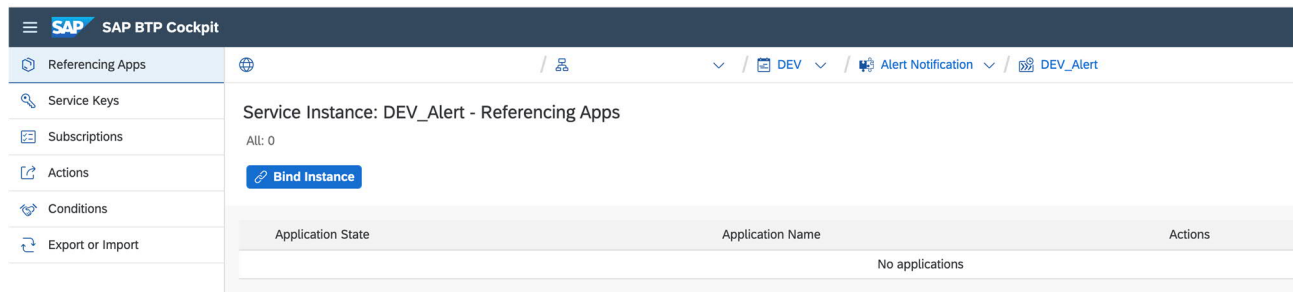 SAP SAP BTP Cockpit
Referencing Apps
/ / DEV / Alert Notification / DEV_Alert
Service Keys
Subscriptions
Actions
Conditions
Export or Import
Service Instance: DEV_Alert - Referencing Apps
All: 0
Bind Instance
Application State Application Name Actions
No applications